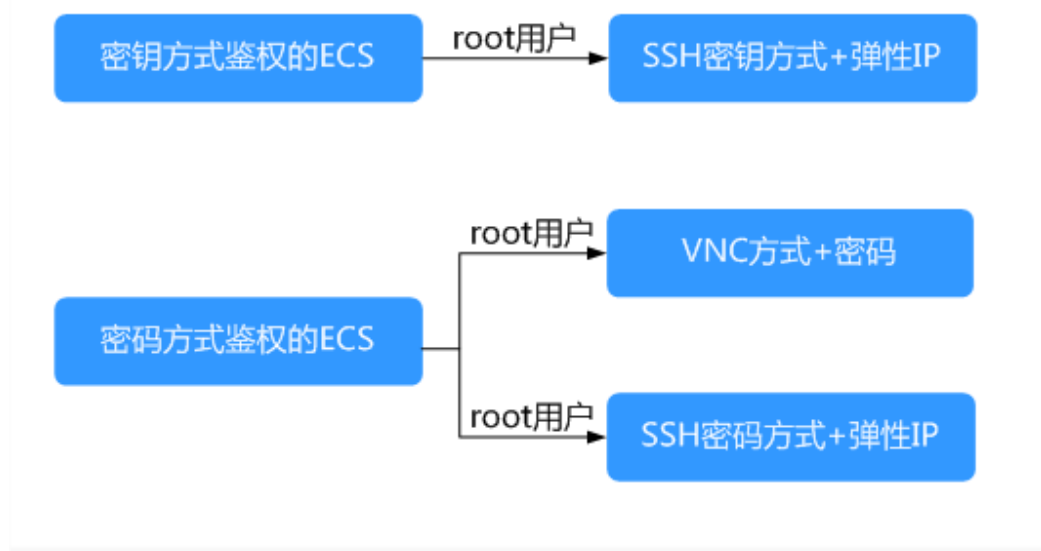 密钥方式鉴权的ECS
root用户
SSH密钥方式+弹性IP
root用户
VNC方式+密码
密码方式鉴权的ECS
root用户
SSH密码方式+弹性IP